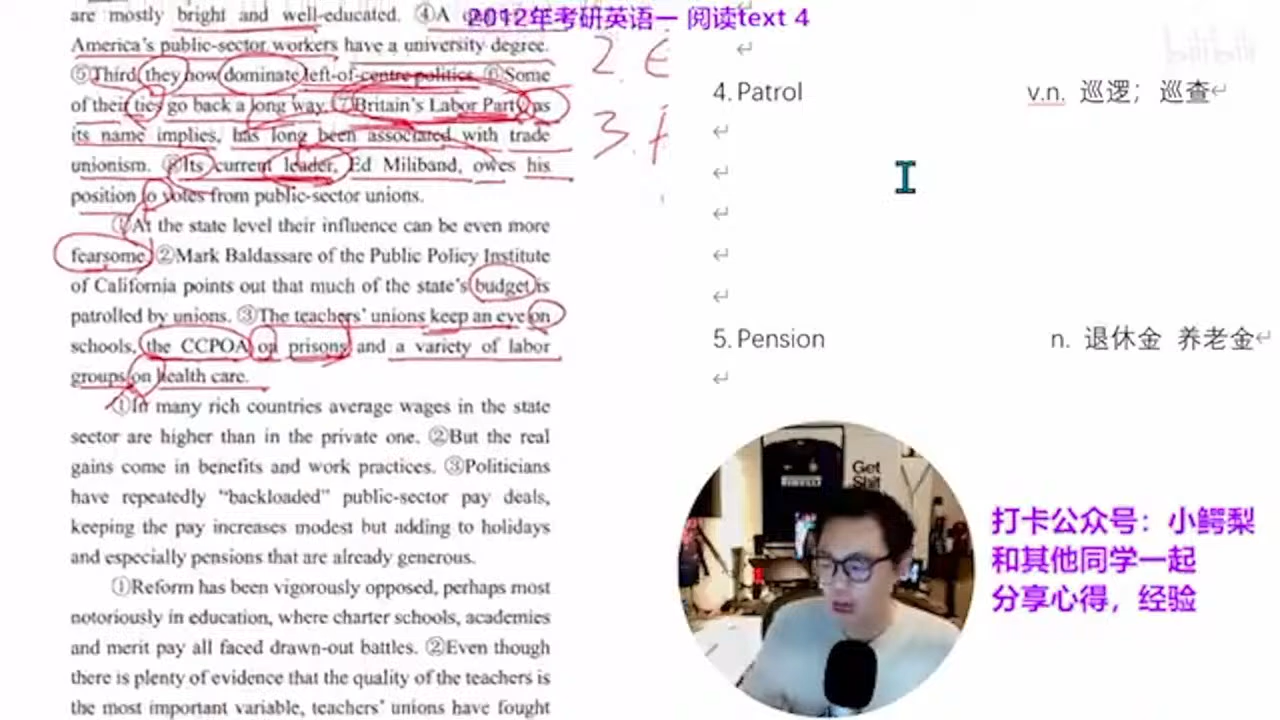 2012年考研英语一 阅读text 4
are mostly bright and well-educated. ④A
America's public-sector workers have a university degree.
⑤Third, they now dominate left-of-centre politics. ⑥Some
of their ties go back a long way. ⑦Britain's Labor Party, as
its name implies, has long been associated with trade
unionism. ⑧Its current leader, Ed Miliband, owes his
position to votes from public-sector unions.
①At the state level their influence can be even more
fearsome. ②Mark Baldassare of the Public Policy Institute
of California points out that much of the state's budget is
patrolled by unions. ③The teachers' unions keep an eye on
schools, the CCPOA on prisons and a variety of labor
groups on health care.
①In many rich countries average wages in the state
sector are higher than in the private one. ②But the real
gains come in benefits and work practices. ③Politicians
have repeatedly "backloaded" public-sector pay deals,
keeping the pay increases modest but adding to holidays
and especially pensions that are already generous.
①Reform has been vigorously opposed, perhaps most
notoriously in education, where charter schools, academies
and merit pay all faced drawn-out battles. ②Even though
there is plenty of evidence that the quality of the teachers is
the most important variable, teachers' unions have fought
2.
3.
bilibili
4. Patrol v.n. 巡逻；巡查
5. Pension n. 退休金 养老金
PIRELLI
Get
Shit
打卡公众号：小鳄梨
和其他同学一起
分享心得，经验